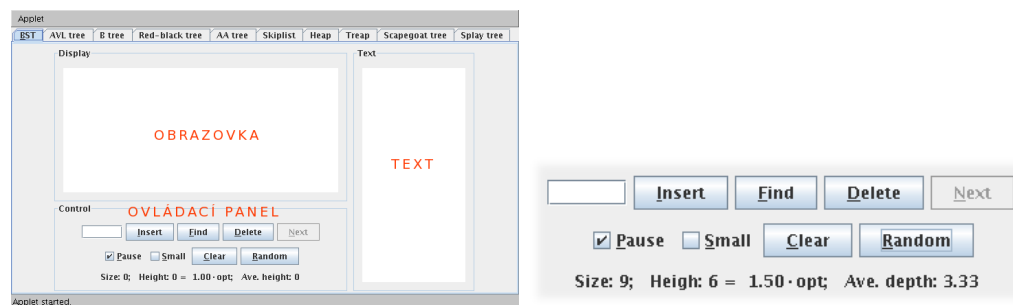 Applet
BST AVL tree B tree Red-black tree AA tree Skiplist Heap Treap Scapegoat tree Splay tree
Display
OBRAZOVKA
Text
TEXT
Control
OVLÁDACÍ PANEL
Insert Find Delete Next
Pause Small Clear Random
Size: 0; Height: 0 = 1.00·opt; Ave. height: 0
Applet started.
Insert Find Delete Next
Pause Small Clear Random
Size: 9; Heigh: 6 = 1.50·opt; Ave. depth: 3.33